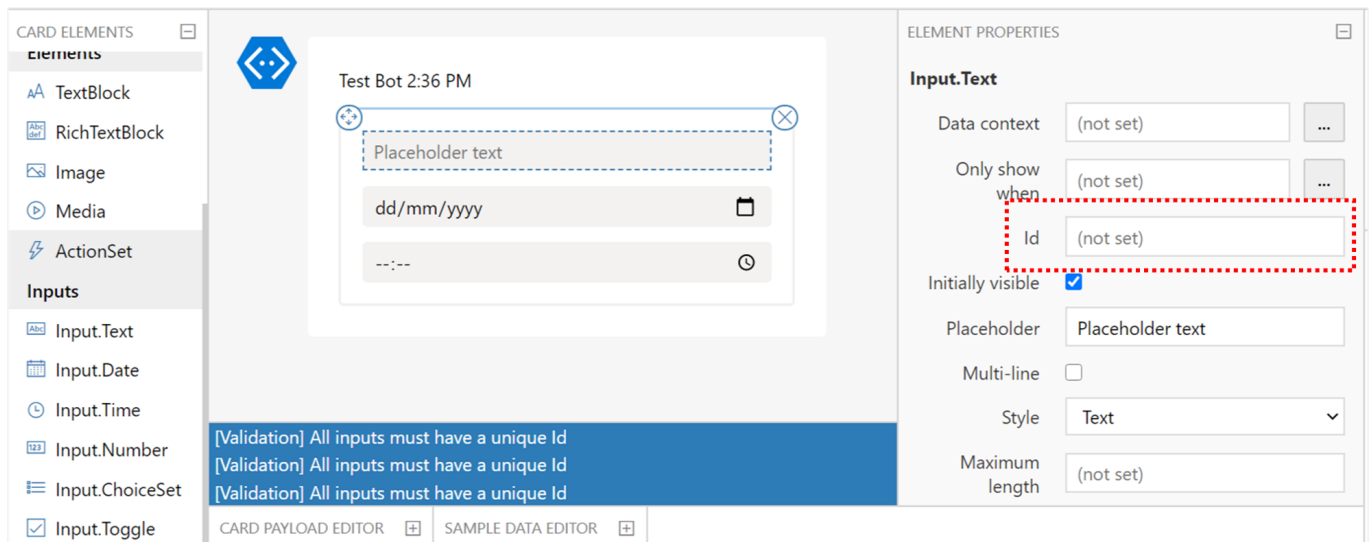 CARD ELEMENTS
Elements
TextBlock
RichTextBlock
Image
Media
ActionSet
Inputs
Input.Text
Input.Date
Input.Time
Input.Number
Input.ChoiceSet
Input.Toggle
Test Bot 2:36 PM
Placeholder text
dd/mm/yyyy
--:--
[Validation] All inputs must have a unique Id
[Validation] All inputs must have a unique Id
[Validation] All inputs must have a unique Id
CARD PAYLOAD EDITOR
SAMPLE DATA EDITOR
ELEMENT PROPERTIES
Input.Text
Data context (not set) ...
Only show
when (not set) ...
Id (not set)
Initially visible
Placeholder Placeholder text
Multi-line
Style Text
Maximum
length (not set)